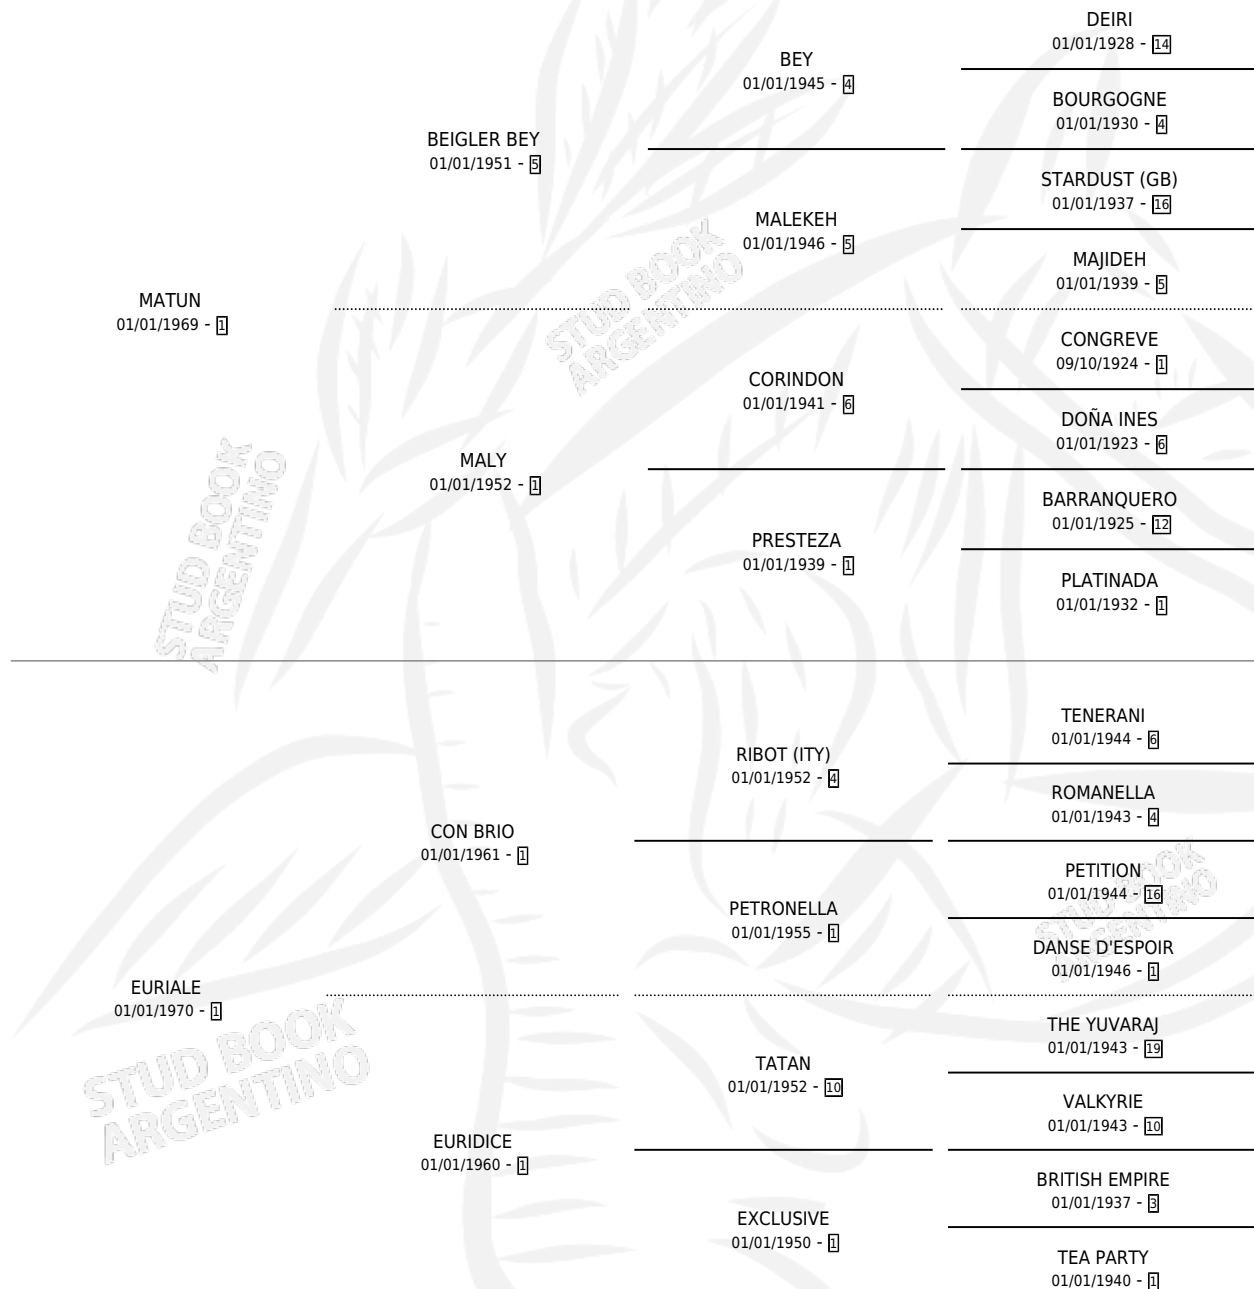 DEIRI
01/01/1928 - 14
BEY
01/01/1945 - 4
BOURGOGNE
01/01/1930 - 4
BEIGLER BEY
01/01/1951 - 5
STARDUST (GB)
01/01/1937 - 16
MALEKEH
01/01/1946 - 5
MAJIDEH
01/01/1939 - 5
MATUN
01/01/1969 - 1
CONGREVE
09/10/1924 - 1
CORINDON
01/01/1941 - 6
DOÑA INES
01/01/1923 - 6
MALY
01/01/1952 - 1
BARRANQUERO
01/01/1925 - 12
PRESTEZA
01/01/1939 - 1
PLATINADA
01/01/1932 - 1
TENERANI
01/01/1944 - 6
RIBOT (ITY)
01/01/1952 - 4
ROMANELLA
01/01/1943 - 4
CON BRIO
01/01/1961 - 1
PETITION
01/01/1944 - 16
PETRONELLA
01/01/1955 - 1
DANSE D'ESPOIR
01/01/1946 - 1
EURIALE
01/01/1970 - 1
THE YUVARAJ
01/01/1943 - 19
TATAN
01/01/1952 - 10
VALKYRIE
01/01/1943 - 10
EURIDICE
01/01/1960 - 1
BRITISH EMPIRE
01/01/1937 - 3
EXCLUSIVE
01/01/1950 - 1
TEA PARTY
01/01/1940 - 1
STUD BOOK
ARGENTINO
STUD BOOK
ARGENTINO
STUD BOOK
ARGENTINO
STUD BOOK
ARGENTINO